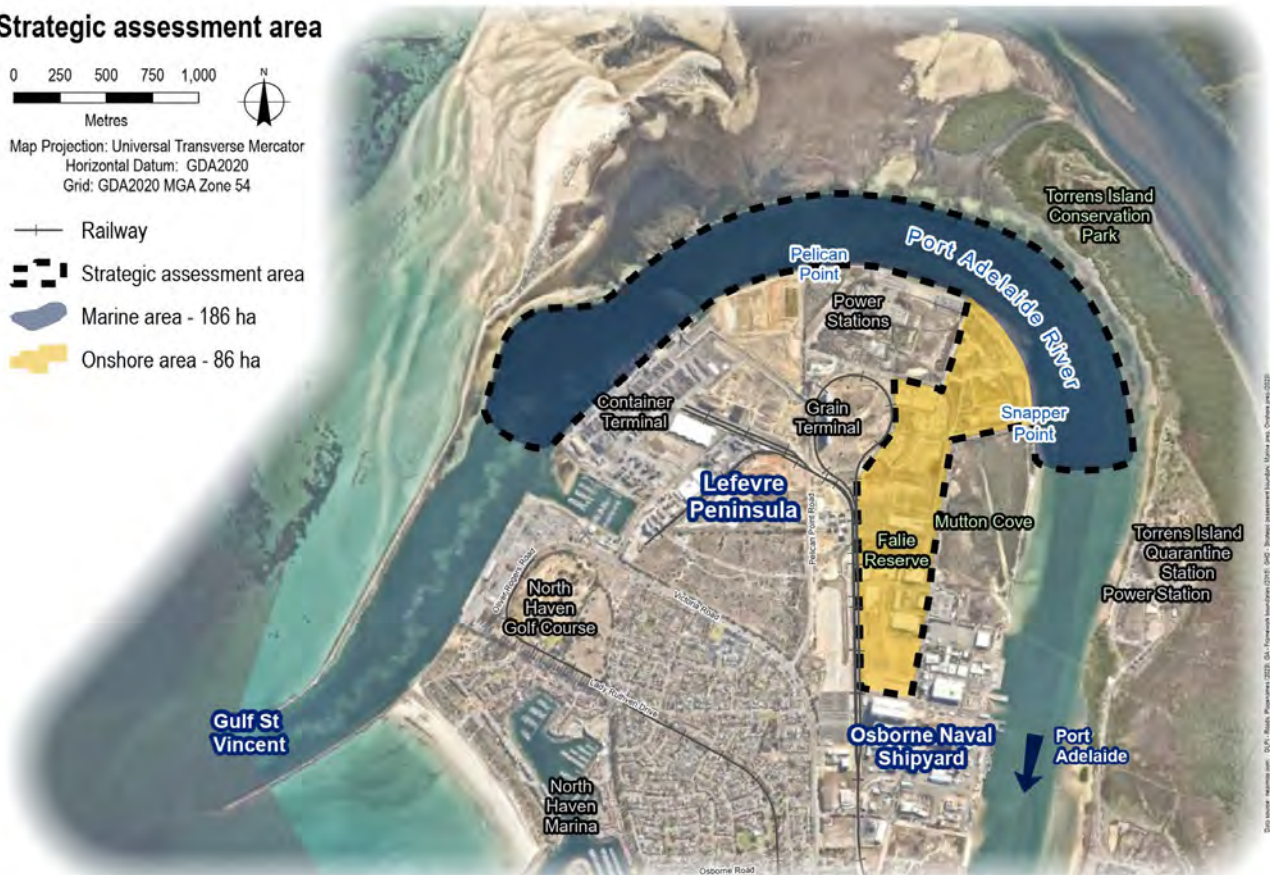 Strategic assessment area
0 250 500 750 1,000
Metres
N
Map Projection: Universal Transverse Mercator
Horizontal Datum: GDA2020
Grid: GDA2020 MGA Zone 54
Railway
Strategic assessment area
Marine area - 186 ha
Onshore area - 86 ha
Torrens Island
Conservation
Park
Port Adelaide River
Pelican
Point
Power
Stations
Container
Terminal
Grain
Terminal
Snapper
Point
Lefevre
Peninsula
Pelican Point Road
Mutton Cove
Falie
Reserve
Torrens Island
Quarantine
Station
Power Station
North
Haven
Golf Course
Victoria Road
Lady Ruthven Drive
Gulf St
Vincent
Osborne Naval
Shipyard
Port
Adelaide
North
Haven
Marina
Osborne Road